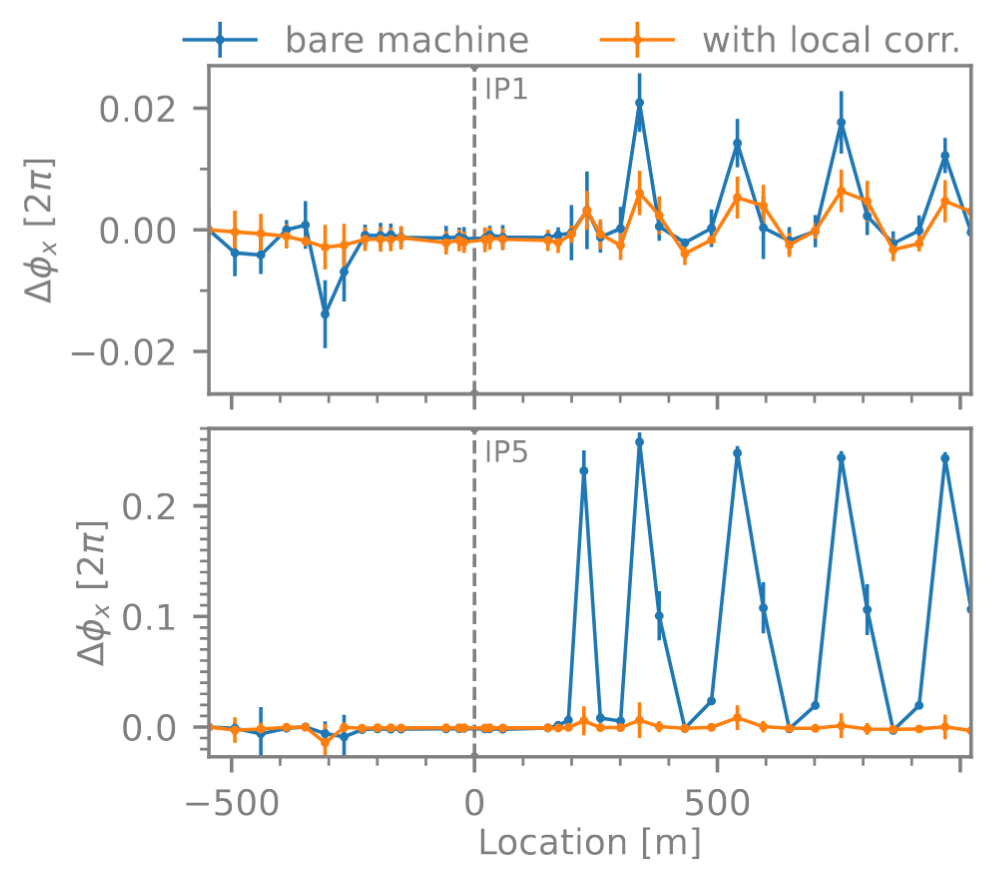 bare machine with local corr.
IP1
0.02
0.00
−0.02
Δϕx [2π]
IP5
0.2
0.1
0.0
Δϕx [2π]
−500 0 500
Location [m]